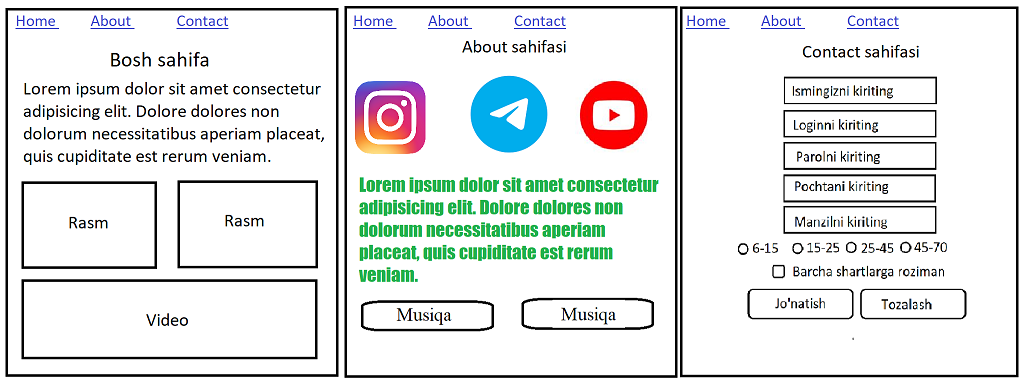 Home About Contact
Bosh sahifa
Lorem ipsum dolor sit amet consectetur
adipisicing elit. Dolore dolores non
dolorum necessitatibus aperiam placeat,
quis cupiditate est rerum veniam.
Rasm Rasm
Video
Home About Contact
About sahifasi
Lorem ipsum dolor sit amet consectetur
adipisicing elit. Dolore dolores non
dolorum necessitatibus aperiam
placeat, quis cupiditate est rerum
veniam.
Musiqa Musiqa
Home About Contact
Contact sahifasi
Ismingizni kiriting
Loginni kiriting
Parolni kiriting
Pochtani kiriting
Manzilni kiriting
6-15 15-25 25-45 45-70
Barcha shartlarga roziman
Jo'natish Tozalash